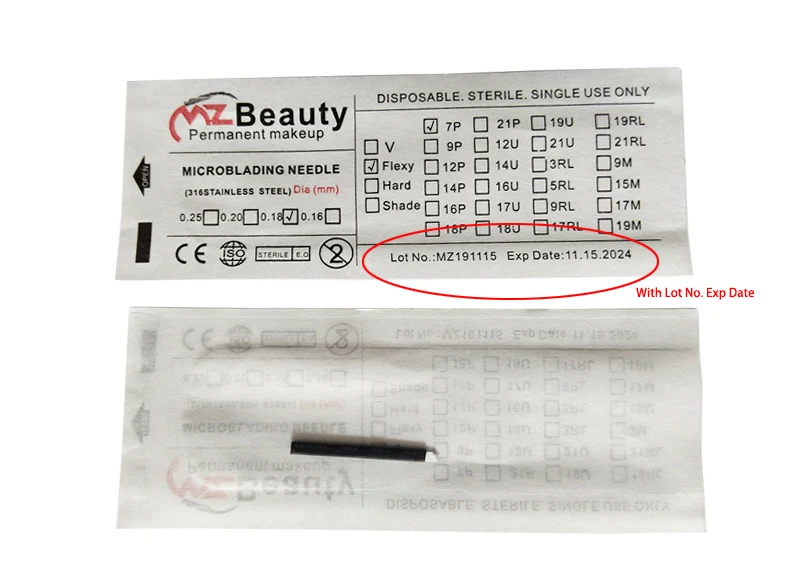 MZ Beauty
Permanent makeup
MICROBLADING NEEDLE
(316STAINLESS STEEL) Dia (mm)
0.25 0.20 0.18 0.16
OPEN
CE ISO STERILE E.O 2
DISPOSABLE. STERILE. SINGLE USE ONLY
7P 21P 19U 19RL
V 9P 12U 21U 21RL
Flexy 12P 14U 3RL 9M
Hard 14P 16U 5RL 15M
Shade 16P 17U 9RL 17M
18P 18U 17RL 19M
Lot No.:MZ191115 Exp Date:11.15.2024
With Lot No. Exp Date